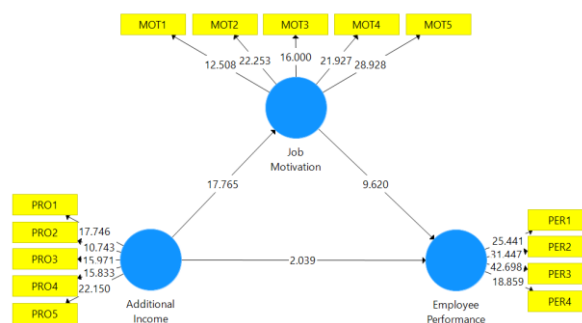 MOT1 MOT2 MOT3 MOT4 MOT5
12.508 22.253 16.000 21.927 28.928
Job
Motivation
17.765 9.620
PRO1
PRO2
PRO3
PRO4
PRO5
17.746
10.743
15.971
15.833
22.150
Additional
Income
2.039
Employee
Performance
25.441
31.447
42.698
18.859
PER1
PER2
PER3
PER4